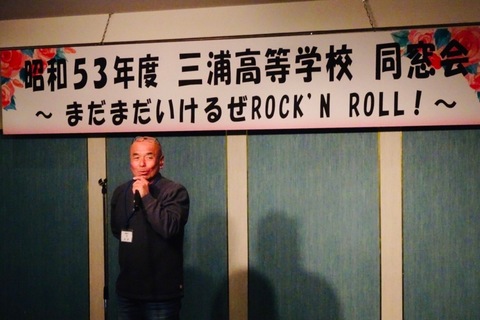 昭和53年度 三浦高等学校 同窓会
～ まだまだいけるぜROCK'N ROLL！ ～